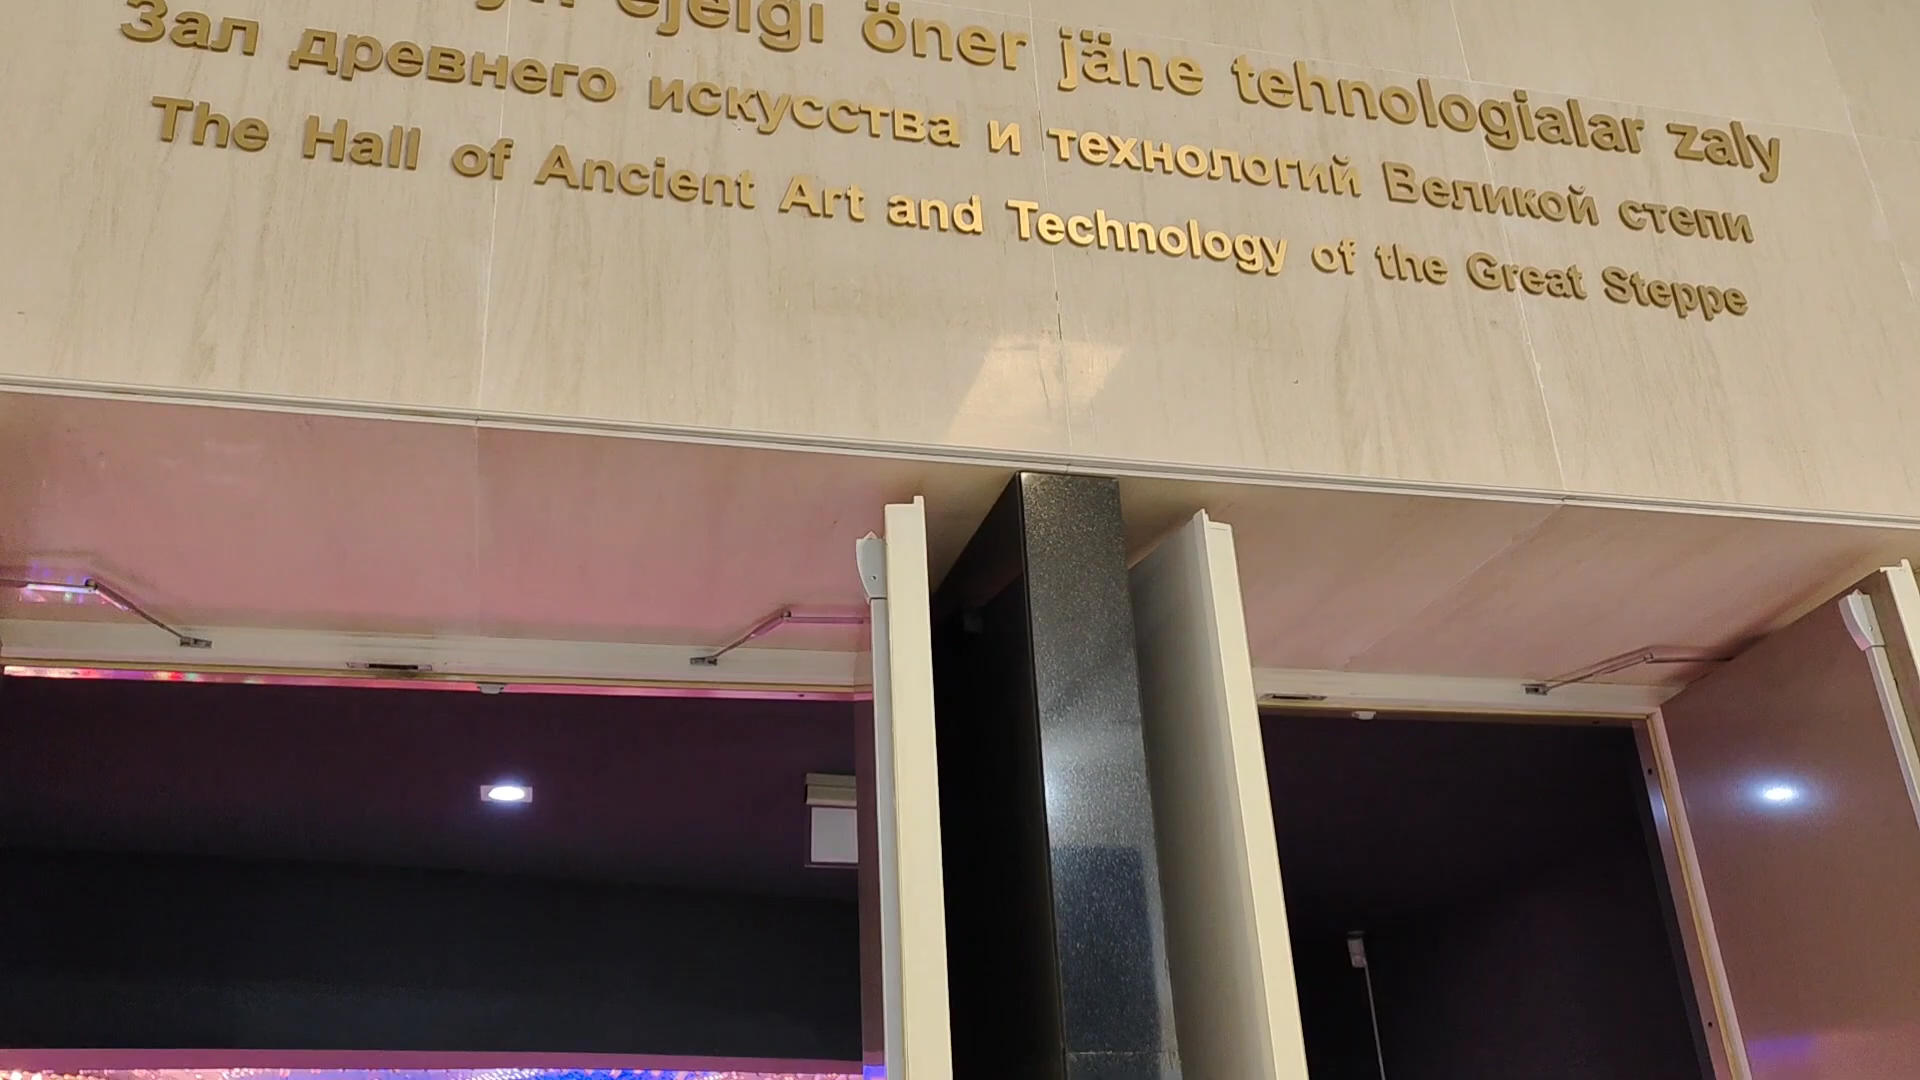 ejelgı öner jäne tehnologialar zaly
Зал древнего искусства и технологий Великой степи
The Hall of Ancient Art and Technology of the Great Steppe